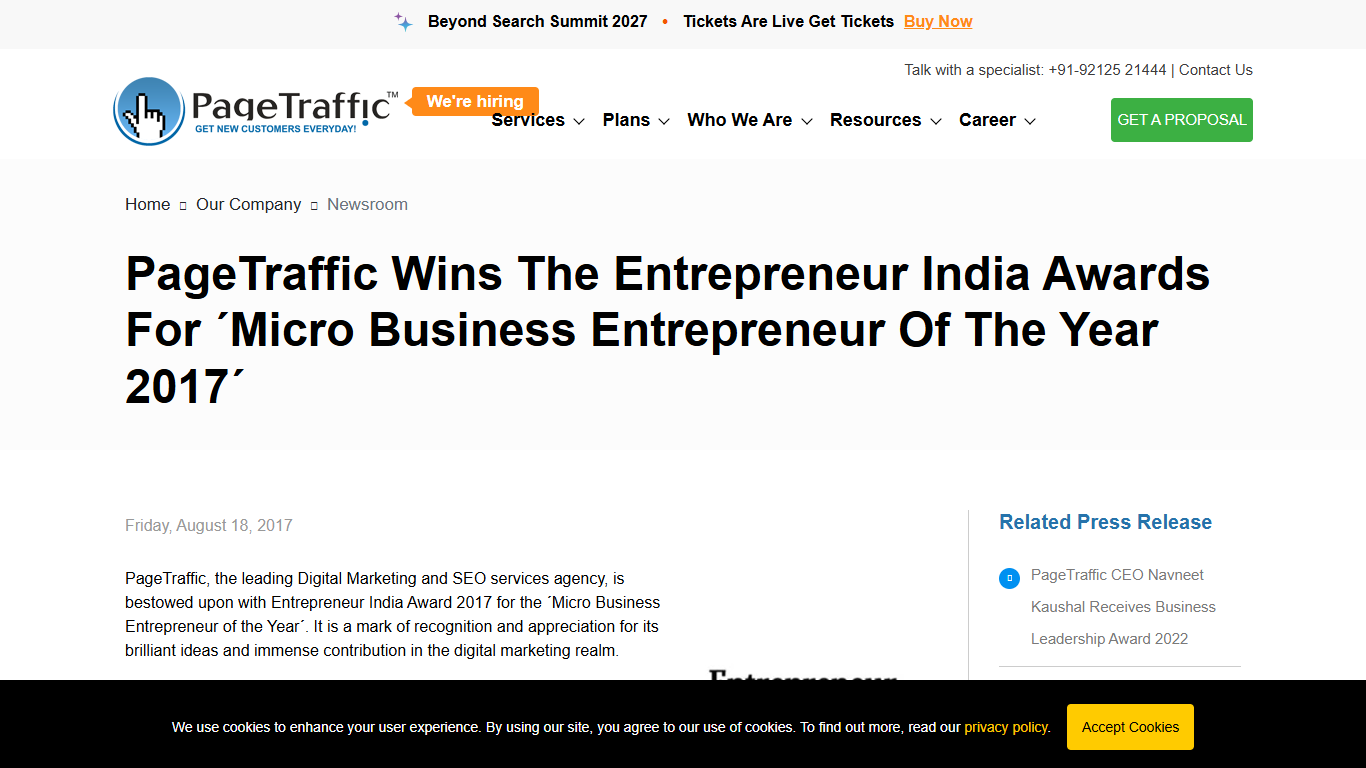 Beyond Search Summit 2027 • Tickets Are Live Get Tickets Buy Now
Talk with a specialist: +91-92125 21444 | Contact Us
PageTraffic™
GET NEW CUSTOMERS EVERYDAY!
We're hiring
Services Plans Who We Are Resources Career
GET A PROPOSAL
Home Our Company Newsroom
PageTraffic Wins The Entrepreneur India Awards
For ´Micro Business Entrepreneur Of The Year
2017´
Friday, August 18, 2017
PageTraffic, the leading Digital Marketing and SEO services agency, is
bestowed upon with Entrepreneur India Award 2017 for the ´Micro Business
Entrepreneur of the Year´. It is a mark of recognition and appreciation for its
brilliant ideas and immense contribution in the digital marketing realm.
Entrepreneur
Related Press Release
PageTraffic CEO Navneet
Kaushal Receives Business
Leadership Award 2022
We use cookies to enhance your user experience. By using our site, you agree to our use of cookies. To find out more, read our privacy policy.
Accept Cookies